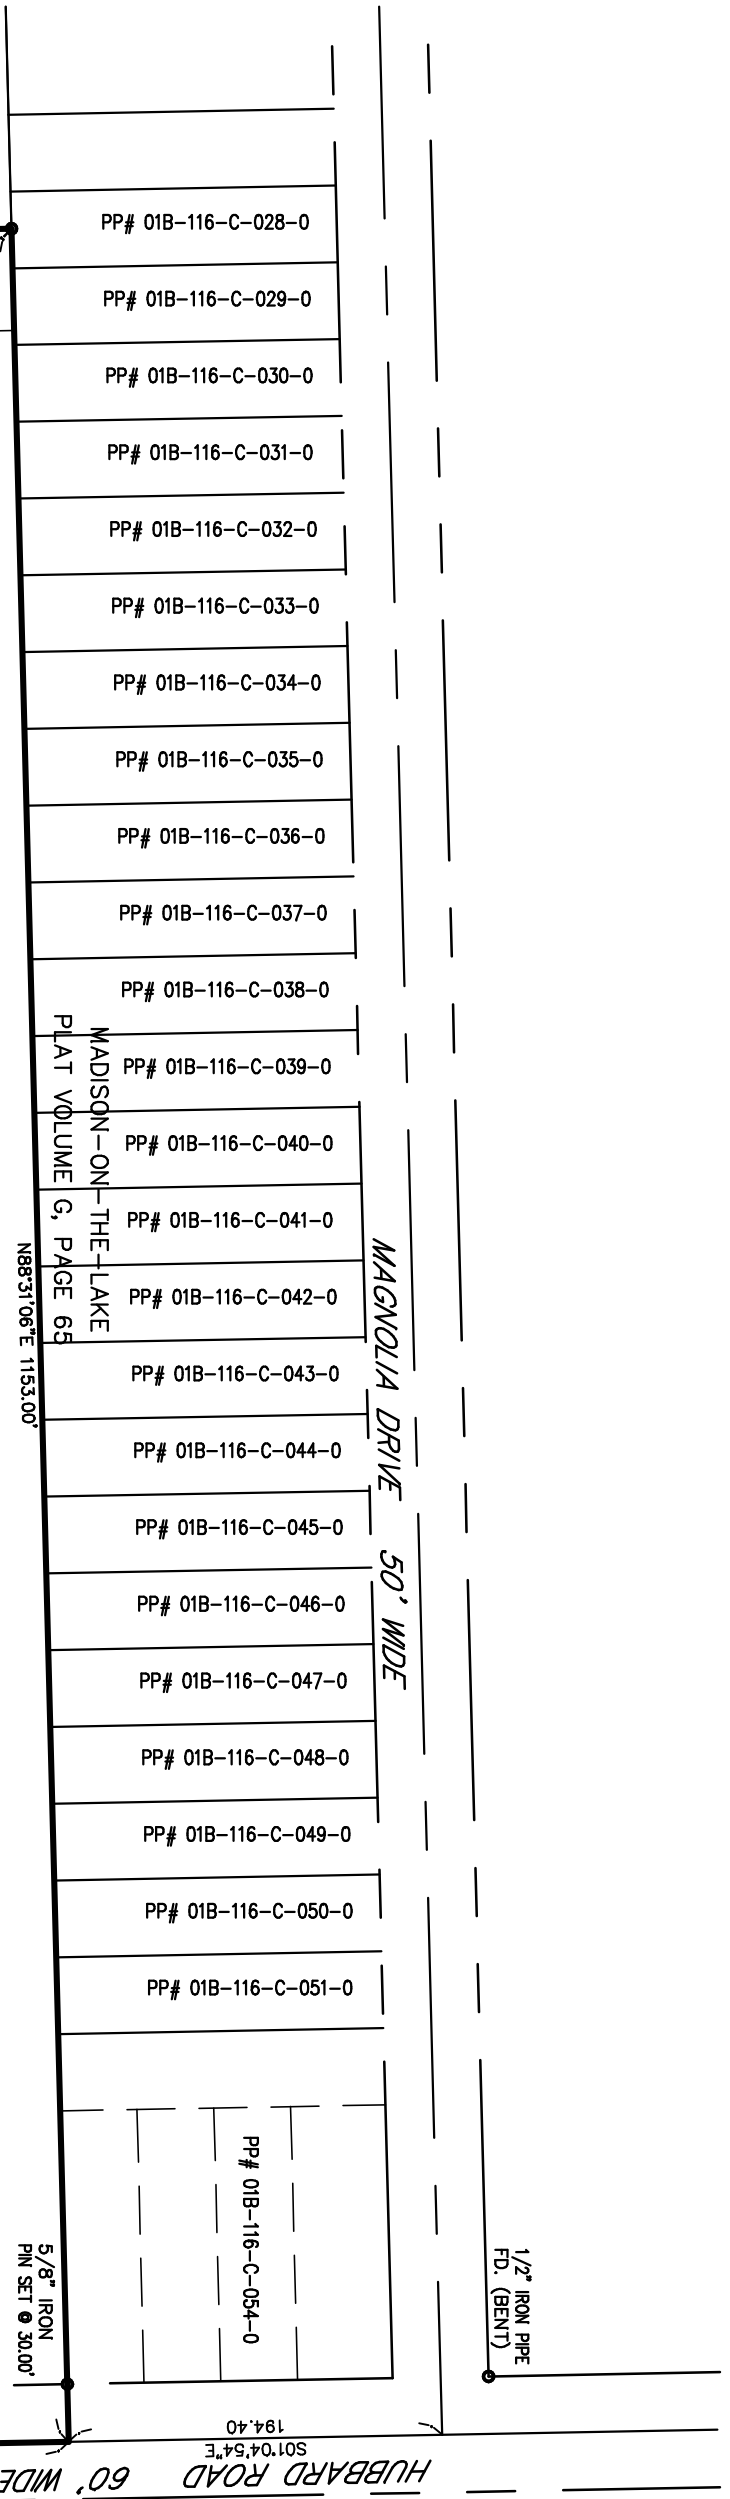 PP# 01B-116-C-028-0
PP# 01B-116-C-029-0
PP# 01B-116-C-030-0
PP# 01B-116-C-031-0
PP# 01B-116-C-032-0
PP# 01B-116-C-033-0
PP# 01B-116-C-034-0
PP# 01B-116-C-035-0
PP# 01B-116-C-036-0
PP# 01B-116-C-037-0
PP# 01B-116-C-038-0
PP# 01B-116-C-039-0
PP# 01B-116-C-040-0
PP# 01B-116-C-041-0
PP# 01B-116-C-042-0
PP# 01B-116-C-043-0
PP# 01B-116-C-044-0
PP# 01B-116-C-045-0
PP# 01B-116-C-046-0
PP# 01B-116-C-047-0
PP# 01B-116-C-048-0
PP# 01B-116-C-049-0
PP# 01B-116-C-050-0
PP# 01B-116-C-051-0
MADISON-ON-THE-LAKE
PLAT VOLUME G, PAGE 65
N88°31'06"E 1153.00'
MAGNOLIA DRIVE 50' WIDE
PP# 01B-116-C-054-0
1/2" IRON PIPE
FD. (BENT)
5/8" IRON
PIN SET @ 30.00'
194.40
S01°04'54"E
HUBBARD ROAD 60' WIDE